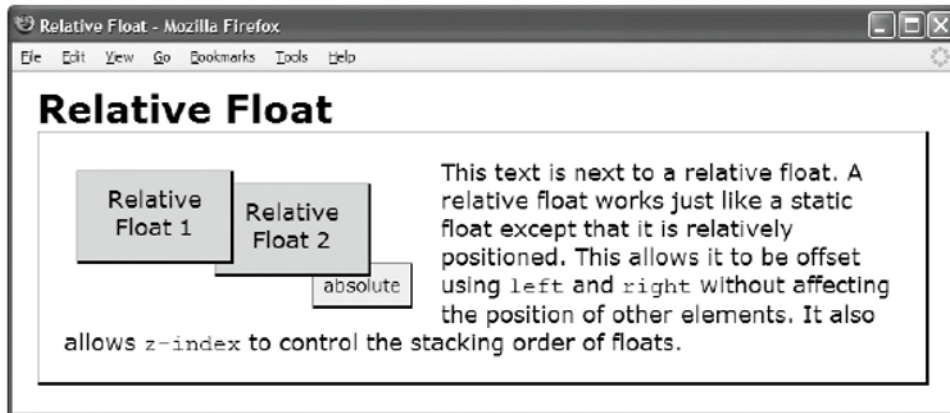 Relative Float - Mozilla Firefox
File Edit View Go Bookmarks Tools Help
Relative Float
Relative
Float 1
Relative
Float 2
absolute
This text is next to a relative float. A
relative float works just like a static
float except that it is relatively
positioned. This allows it to be offset
using left and right without affecting
the position of other elements. It also
allows z-index to control the stacking order of floats.